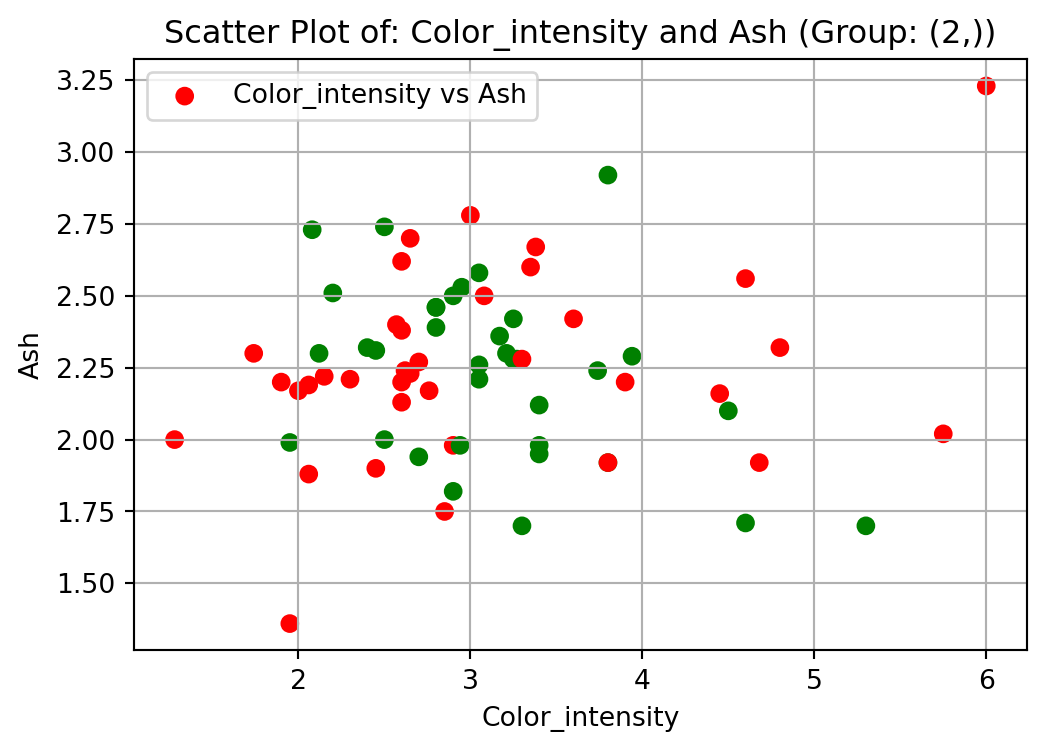 Scatter Plot of: Color_intensity and Ash (Group: (2,))
Color_intensity vs Ash
3.25
3.00
2.75
2.50
2.25
2.00
1.75
1.50
Ash
2 3 4 5 6
Color_intensity